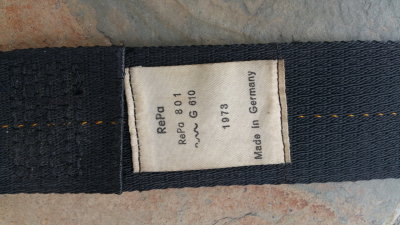 RePa
RePa 801
~~~ G 610
1973
Made in Germany